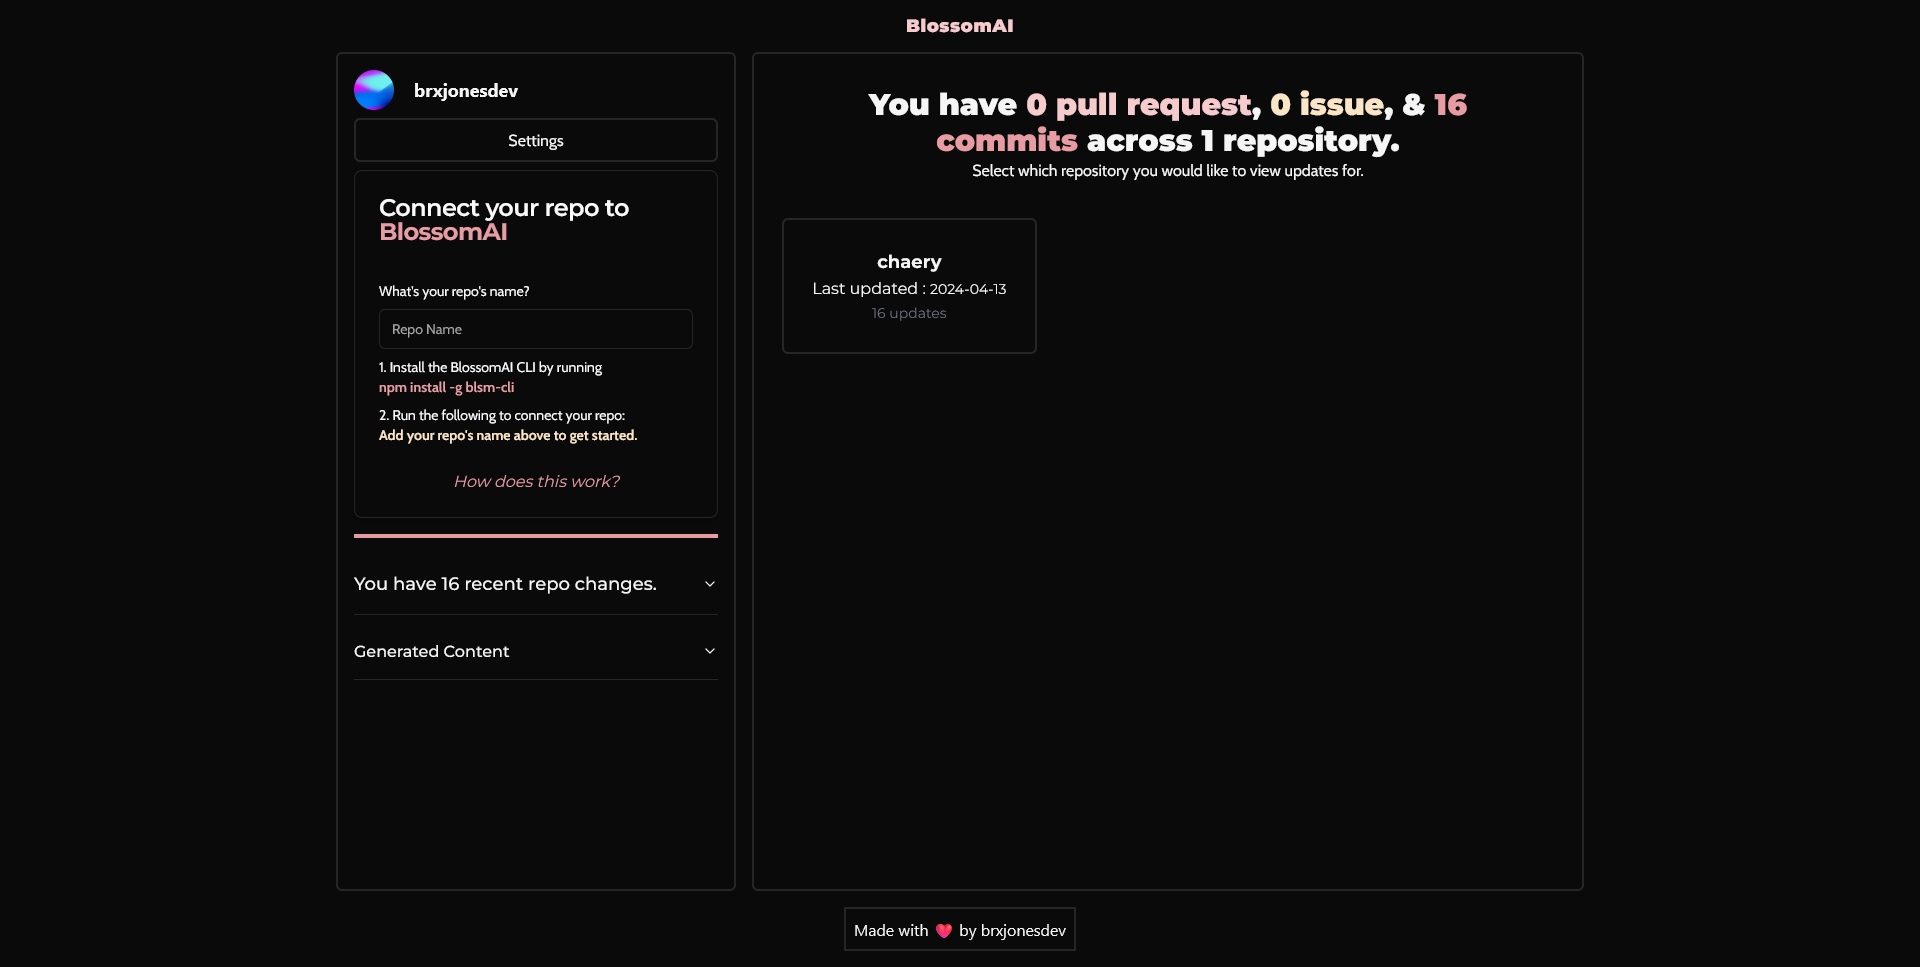 BlossomAI
brxjonesdev
Settings
Connect your repo to
BlossomAI
What's your repo's name?
Repo Name
1. Install the BlossomAI CLI by running
npm install -g blsm-cli
2. Run the following to connect your repo:
Add your repo's name above to get started.
How does this work?
You have 16 recent repo changes.
Generated Content
You have 0 pull request, 0 issue, & 16
commits across 1 repository.
Select which repository you would like to view updates for.
chaery
Last updated : 2024-04-13
16 updates
Made with ❤️ by brxjonesdev